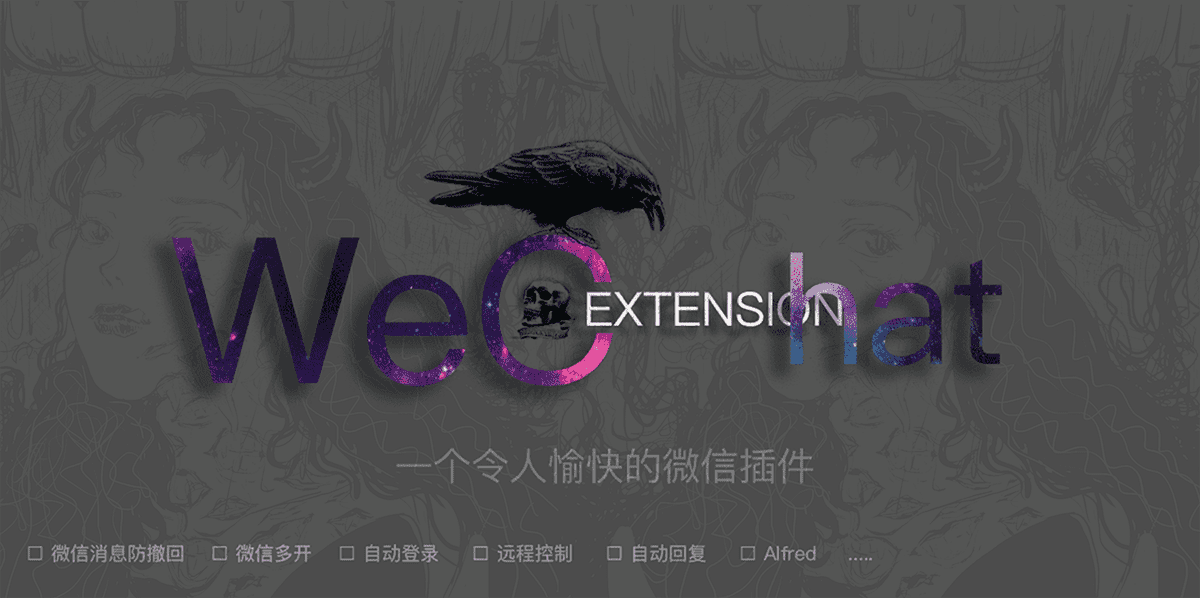 WeChat
EXTENSION
一个令人愉快的微信插件
☐ 微信消息防撤回 ☐ 微信多开 ☐ 自动登录 ☐ 远程控制 ☐ 自动回复 ☐ Alfred .....